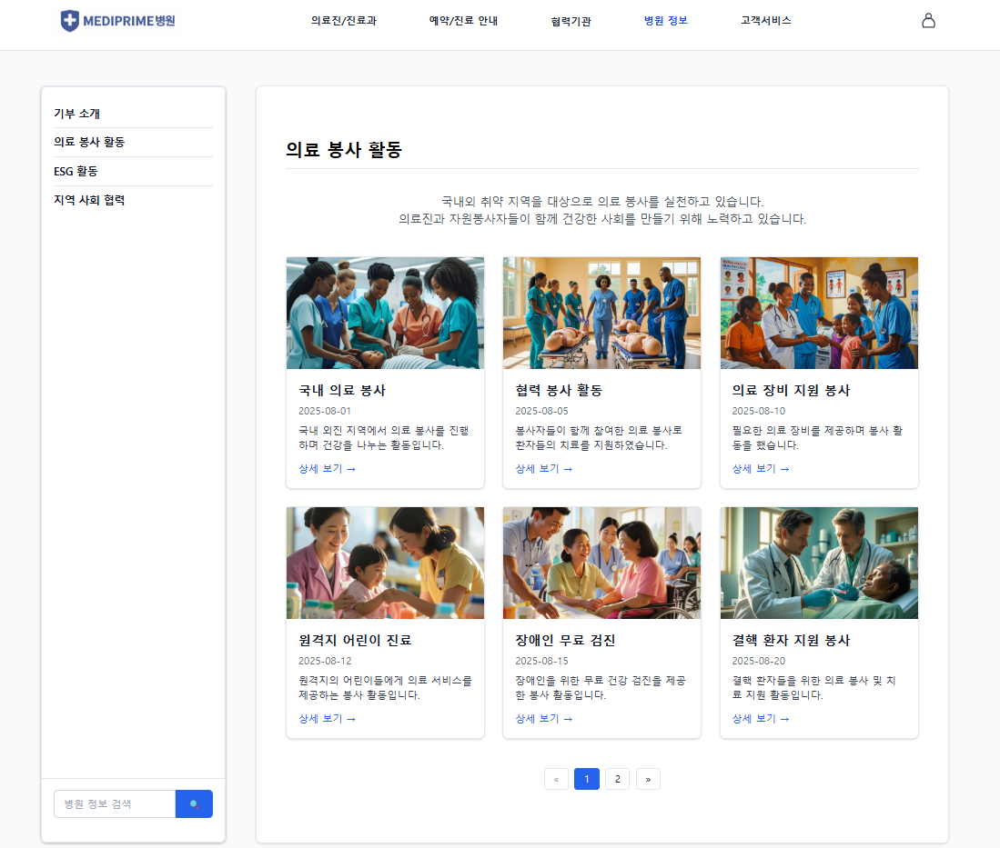 MEDIPRIME병원
의료진/진료과
예약/진료 안내
협력기관
병원 정보
고객서비스
기부 소개
의료 봉사 활동
ESG 활동
지역 사회 협력
병원 정보 검색
의료 봉사 활동
국내외 취약 지역을 대상으로 의료 봉사를 실천하고 있습니다.
의료진과 자원봉사자들이 함께 건강한 사회를 만들기 위해 노력하고 있습니다.
국내 의료 봉사
2025-08-01
국내 외진 지역에서 의료 봉사를 진행
하며 건강을 나누는 활동입니다.
상세 보기 →
협력 봉사 활동
2025-08-05
봉사자들이 함께 참여한 의료 봉사로
환자들의 치료를 지원하였습니다.
상세 보기 →
의료 장비 지원 봉사
2025-08-10
필요한 의료 장비를 제공하며 봉사 활
동을 했습니다.
상세 보기 →
원격지 어린이 진료
2025-08-12
원격지의 어린이들에게 의료 서비스를
제공하는 봉사 활동입니다.
상세 보기 →
장애인 무료 검진
2025-08-15
장애인을 위한 무료 건강 검진을 제공
한 봉사 활동입니다.
상세 보기 →
결핵 환자 지원 봉사
2025-08-20
결핵 환자들을 위한 의료 봉사 및 치
료 지원 활동입니다.
상세 보기 →
« 1 2 »